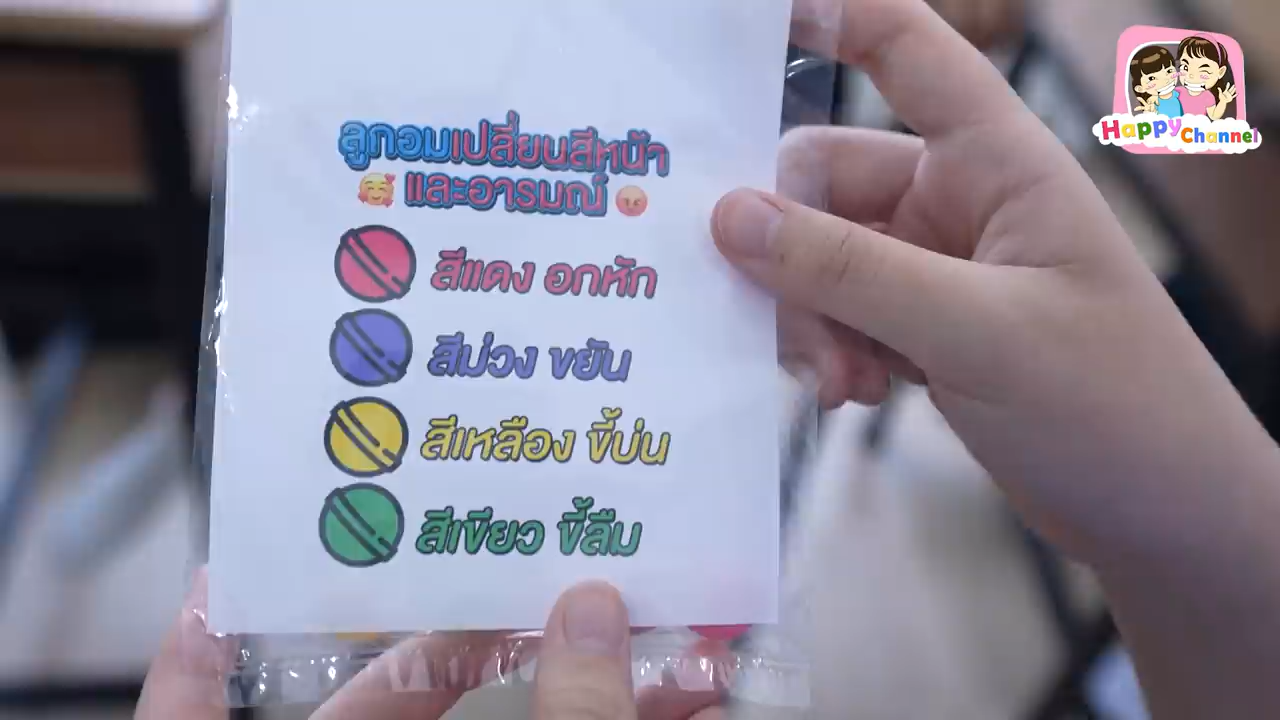 ลูกอมเปลี่ยนสีหน้า
และอารมณ์
สีแดง อกหัก
สีม่วง ขยัน
สีเหลือง ขี้บ่น
สีเขียว ขี้ลืม
Happy Channel